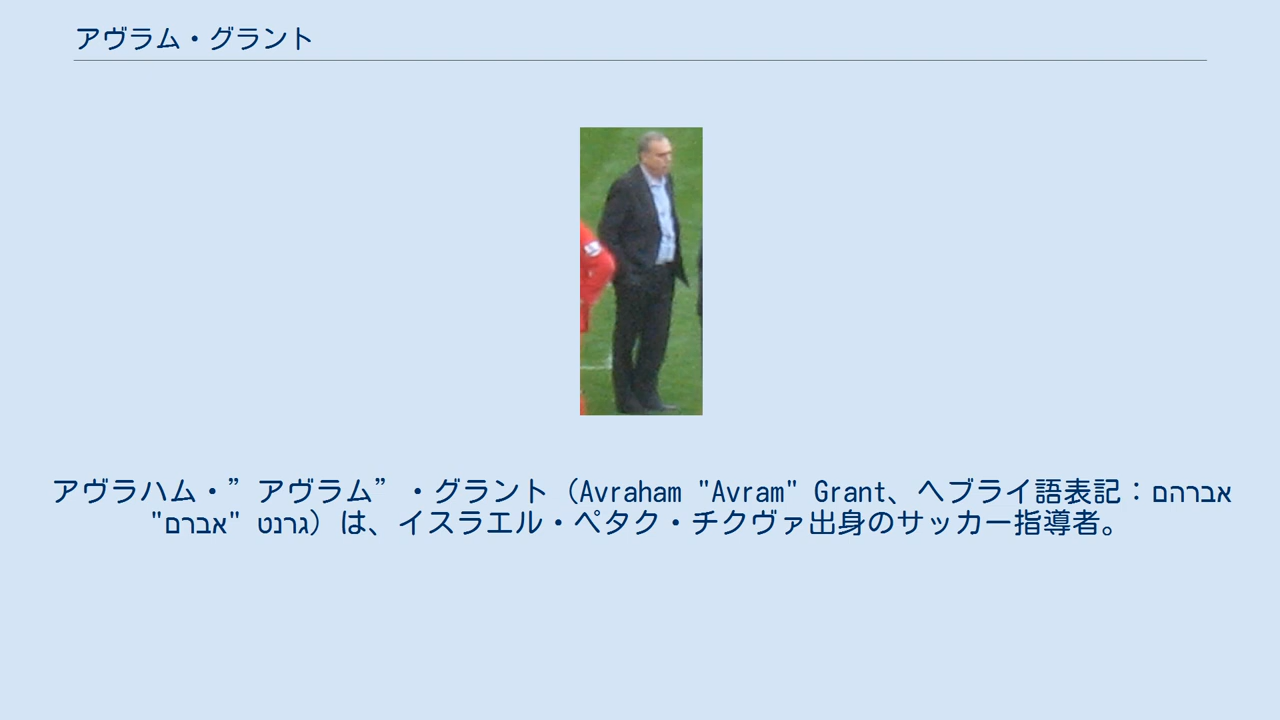 アヴラム・グラント
アヴラハム・”アヴラム”・グラント（Avraham "Avram" Grant、ヘブライ語表記：אברהם
"אברם" גרנט）は、イスラエル・ペタク・チクヴァ出身のサッカー指導者。